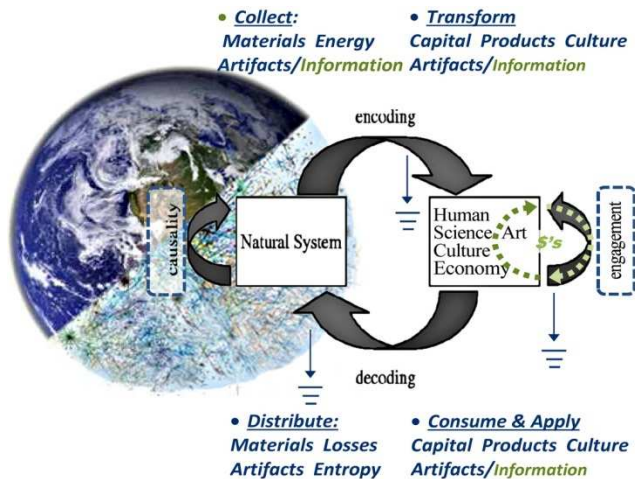 • Collect:
Materials Energy
Artifacts/Information
• Transform
Capital Products Culture
Artifacts/Information
encoding
causality
Natural System
Human
Science Art
Culture
Economy
$'s
engagement
decoding
• Distribute:
Materials Losses
Artifacts Entropy
• Consume & Apply
Capital Products Culture
Artifacts/Information